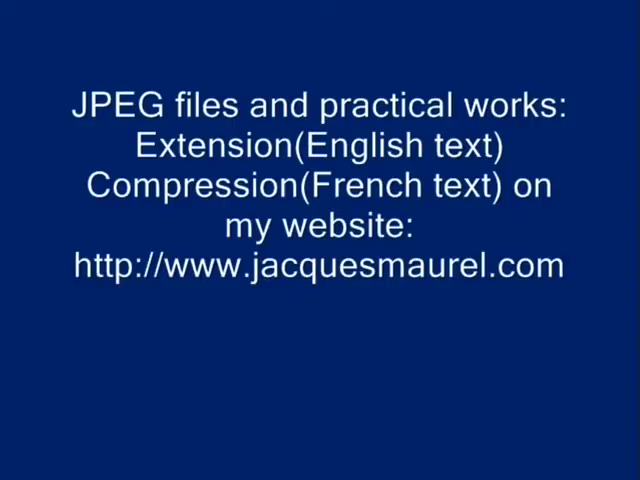 JPEG files and practical works:
Extension(English text)
Compression(French text) on
my website:
http://www.jacquesmaurel.com